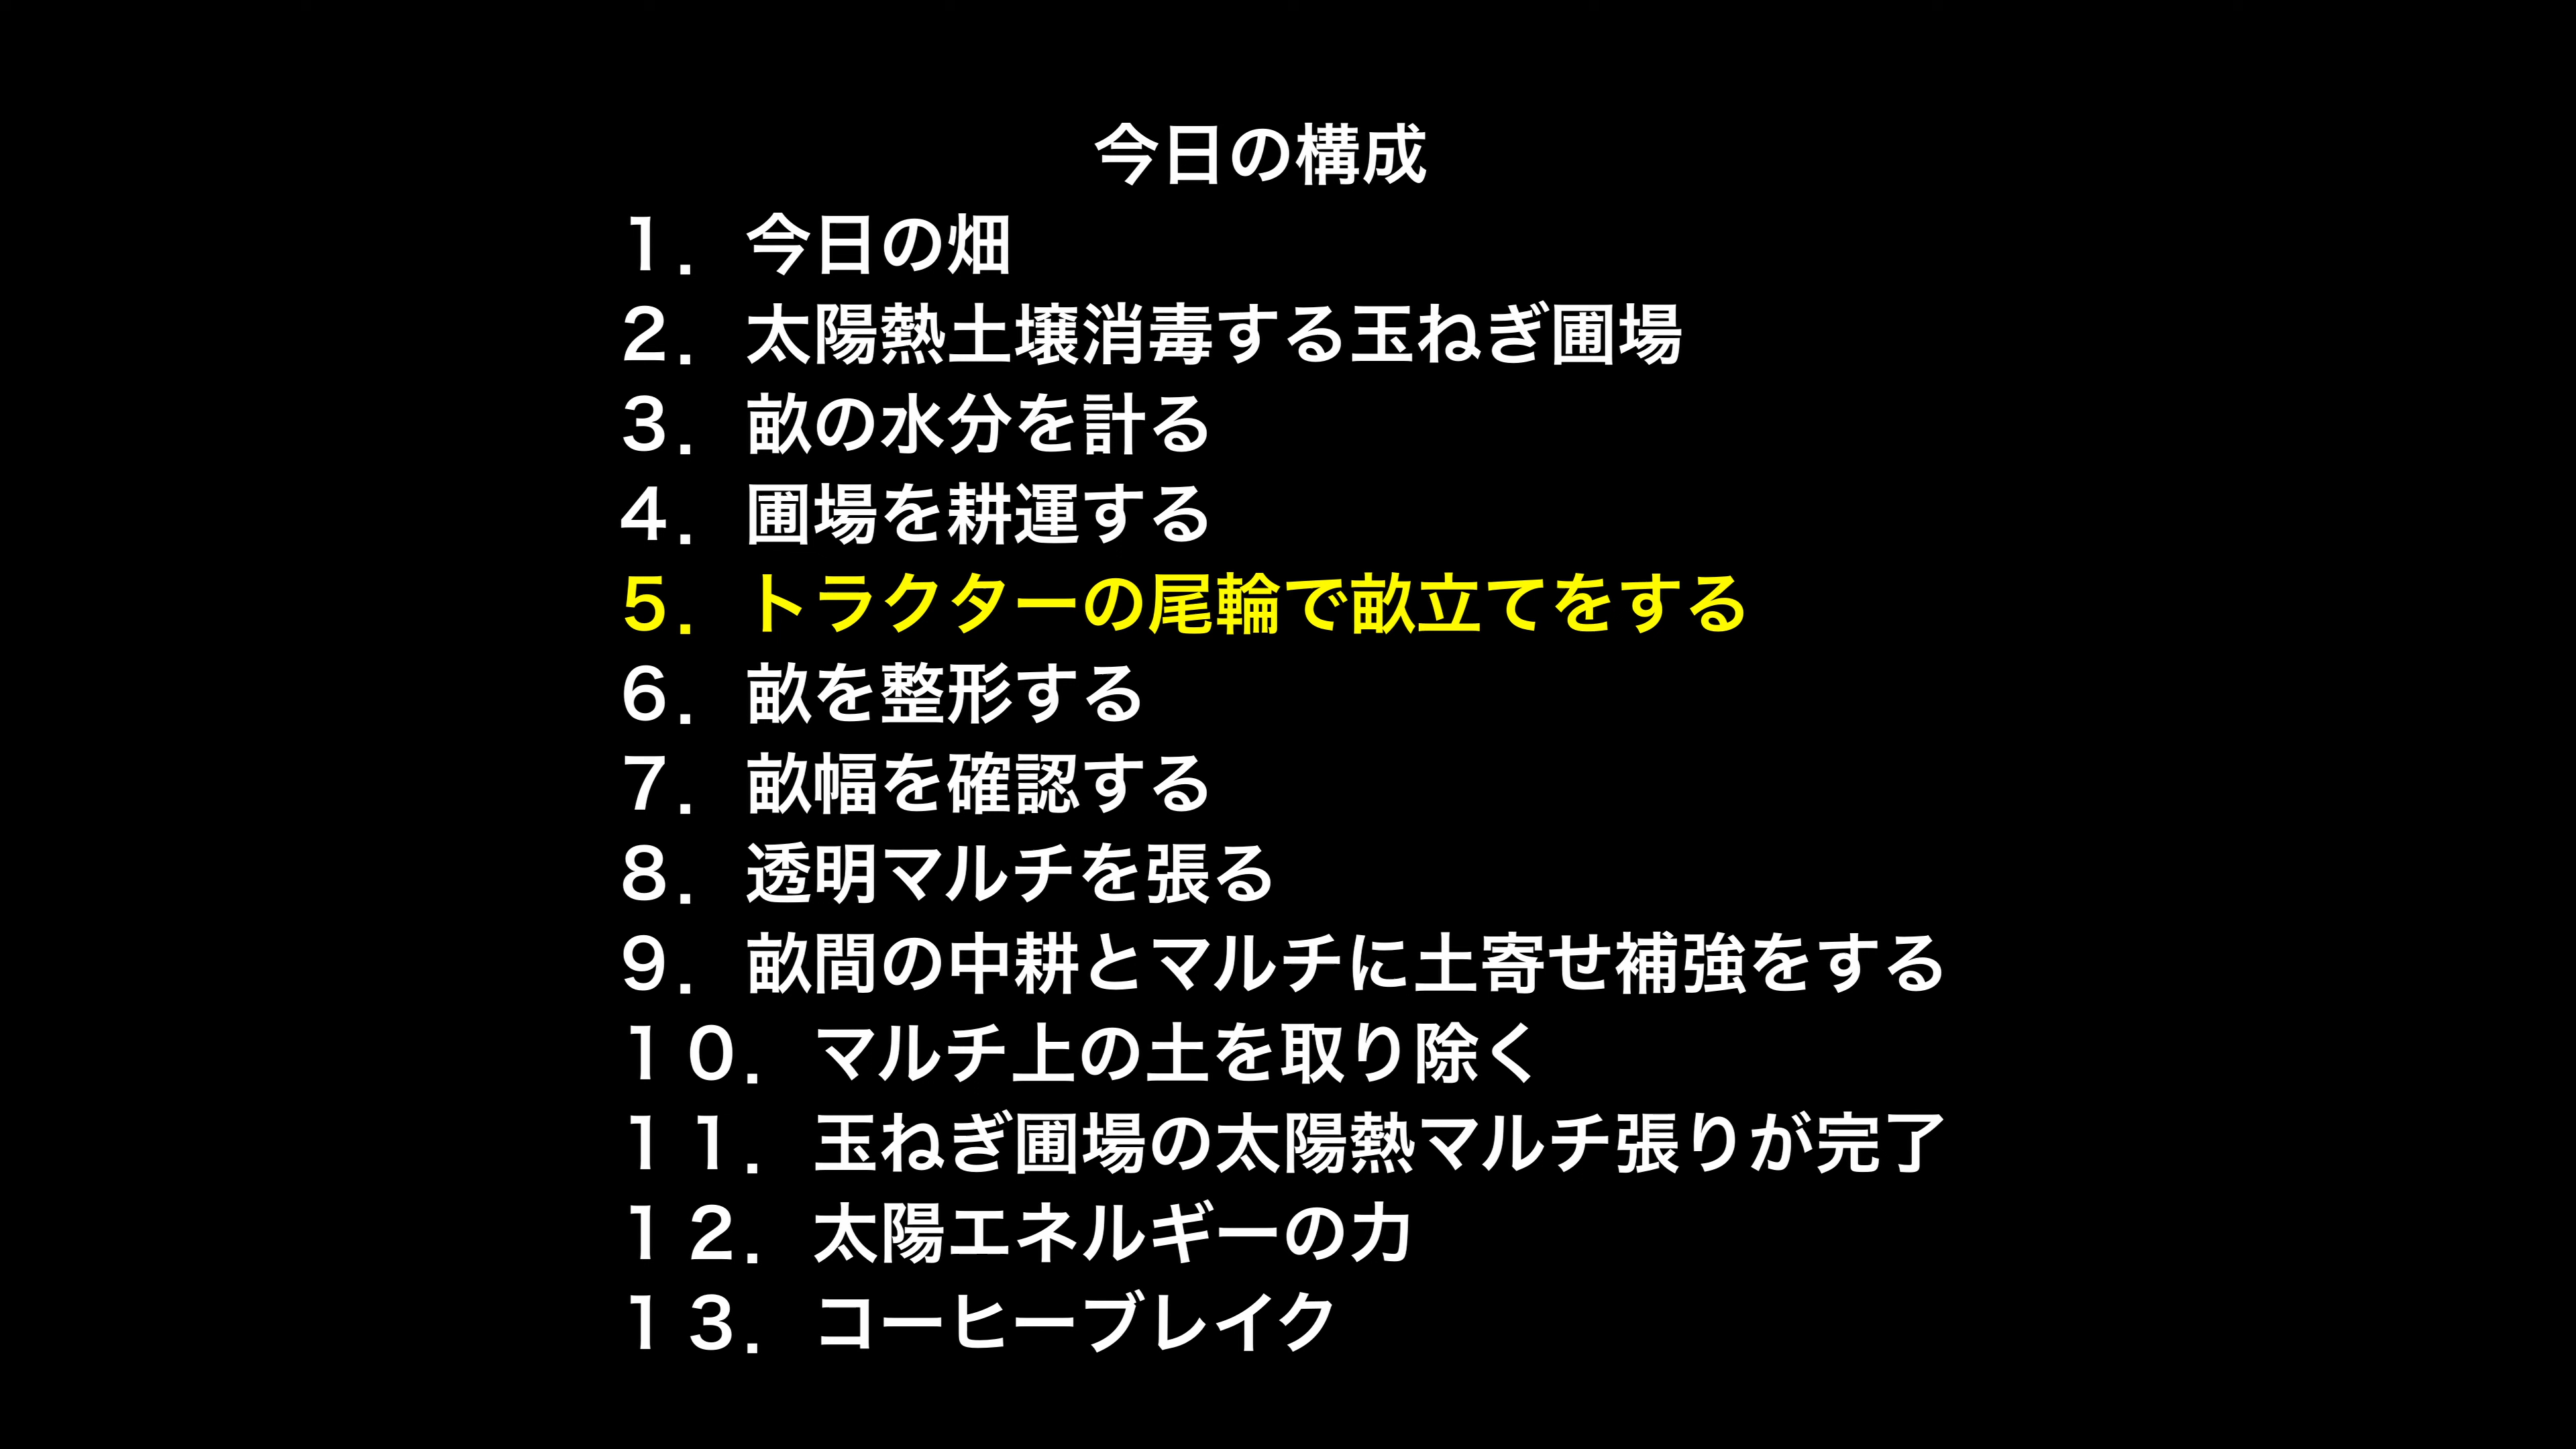 今日の構成
１．今日の畑
２．太陽熱土壌消毒する玉ねぎ圃場
３．畝の水分を計る
４．圃場を耕運する
５．トラクターの尾輪で畝立てをする
６．畝を整形する
７．畝幅を確認する
８．透明マルチを張る
９．畝間の中耕とマルチに土寄せ補強をする
１０．マルチ上の土を取り除く
１１．玉ねぎ圃場の太陽熱マルチ張りが完了
１２．太陽エネルギーの力
１３．コーヒーブレイク